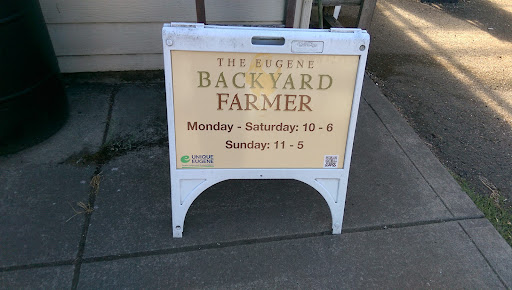 THE EUGENE
BACKYARD
FARMER
Monday - Saturday: 10 - 6
Sunday: 11 - 5
UNIQUE
EUGENE